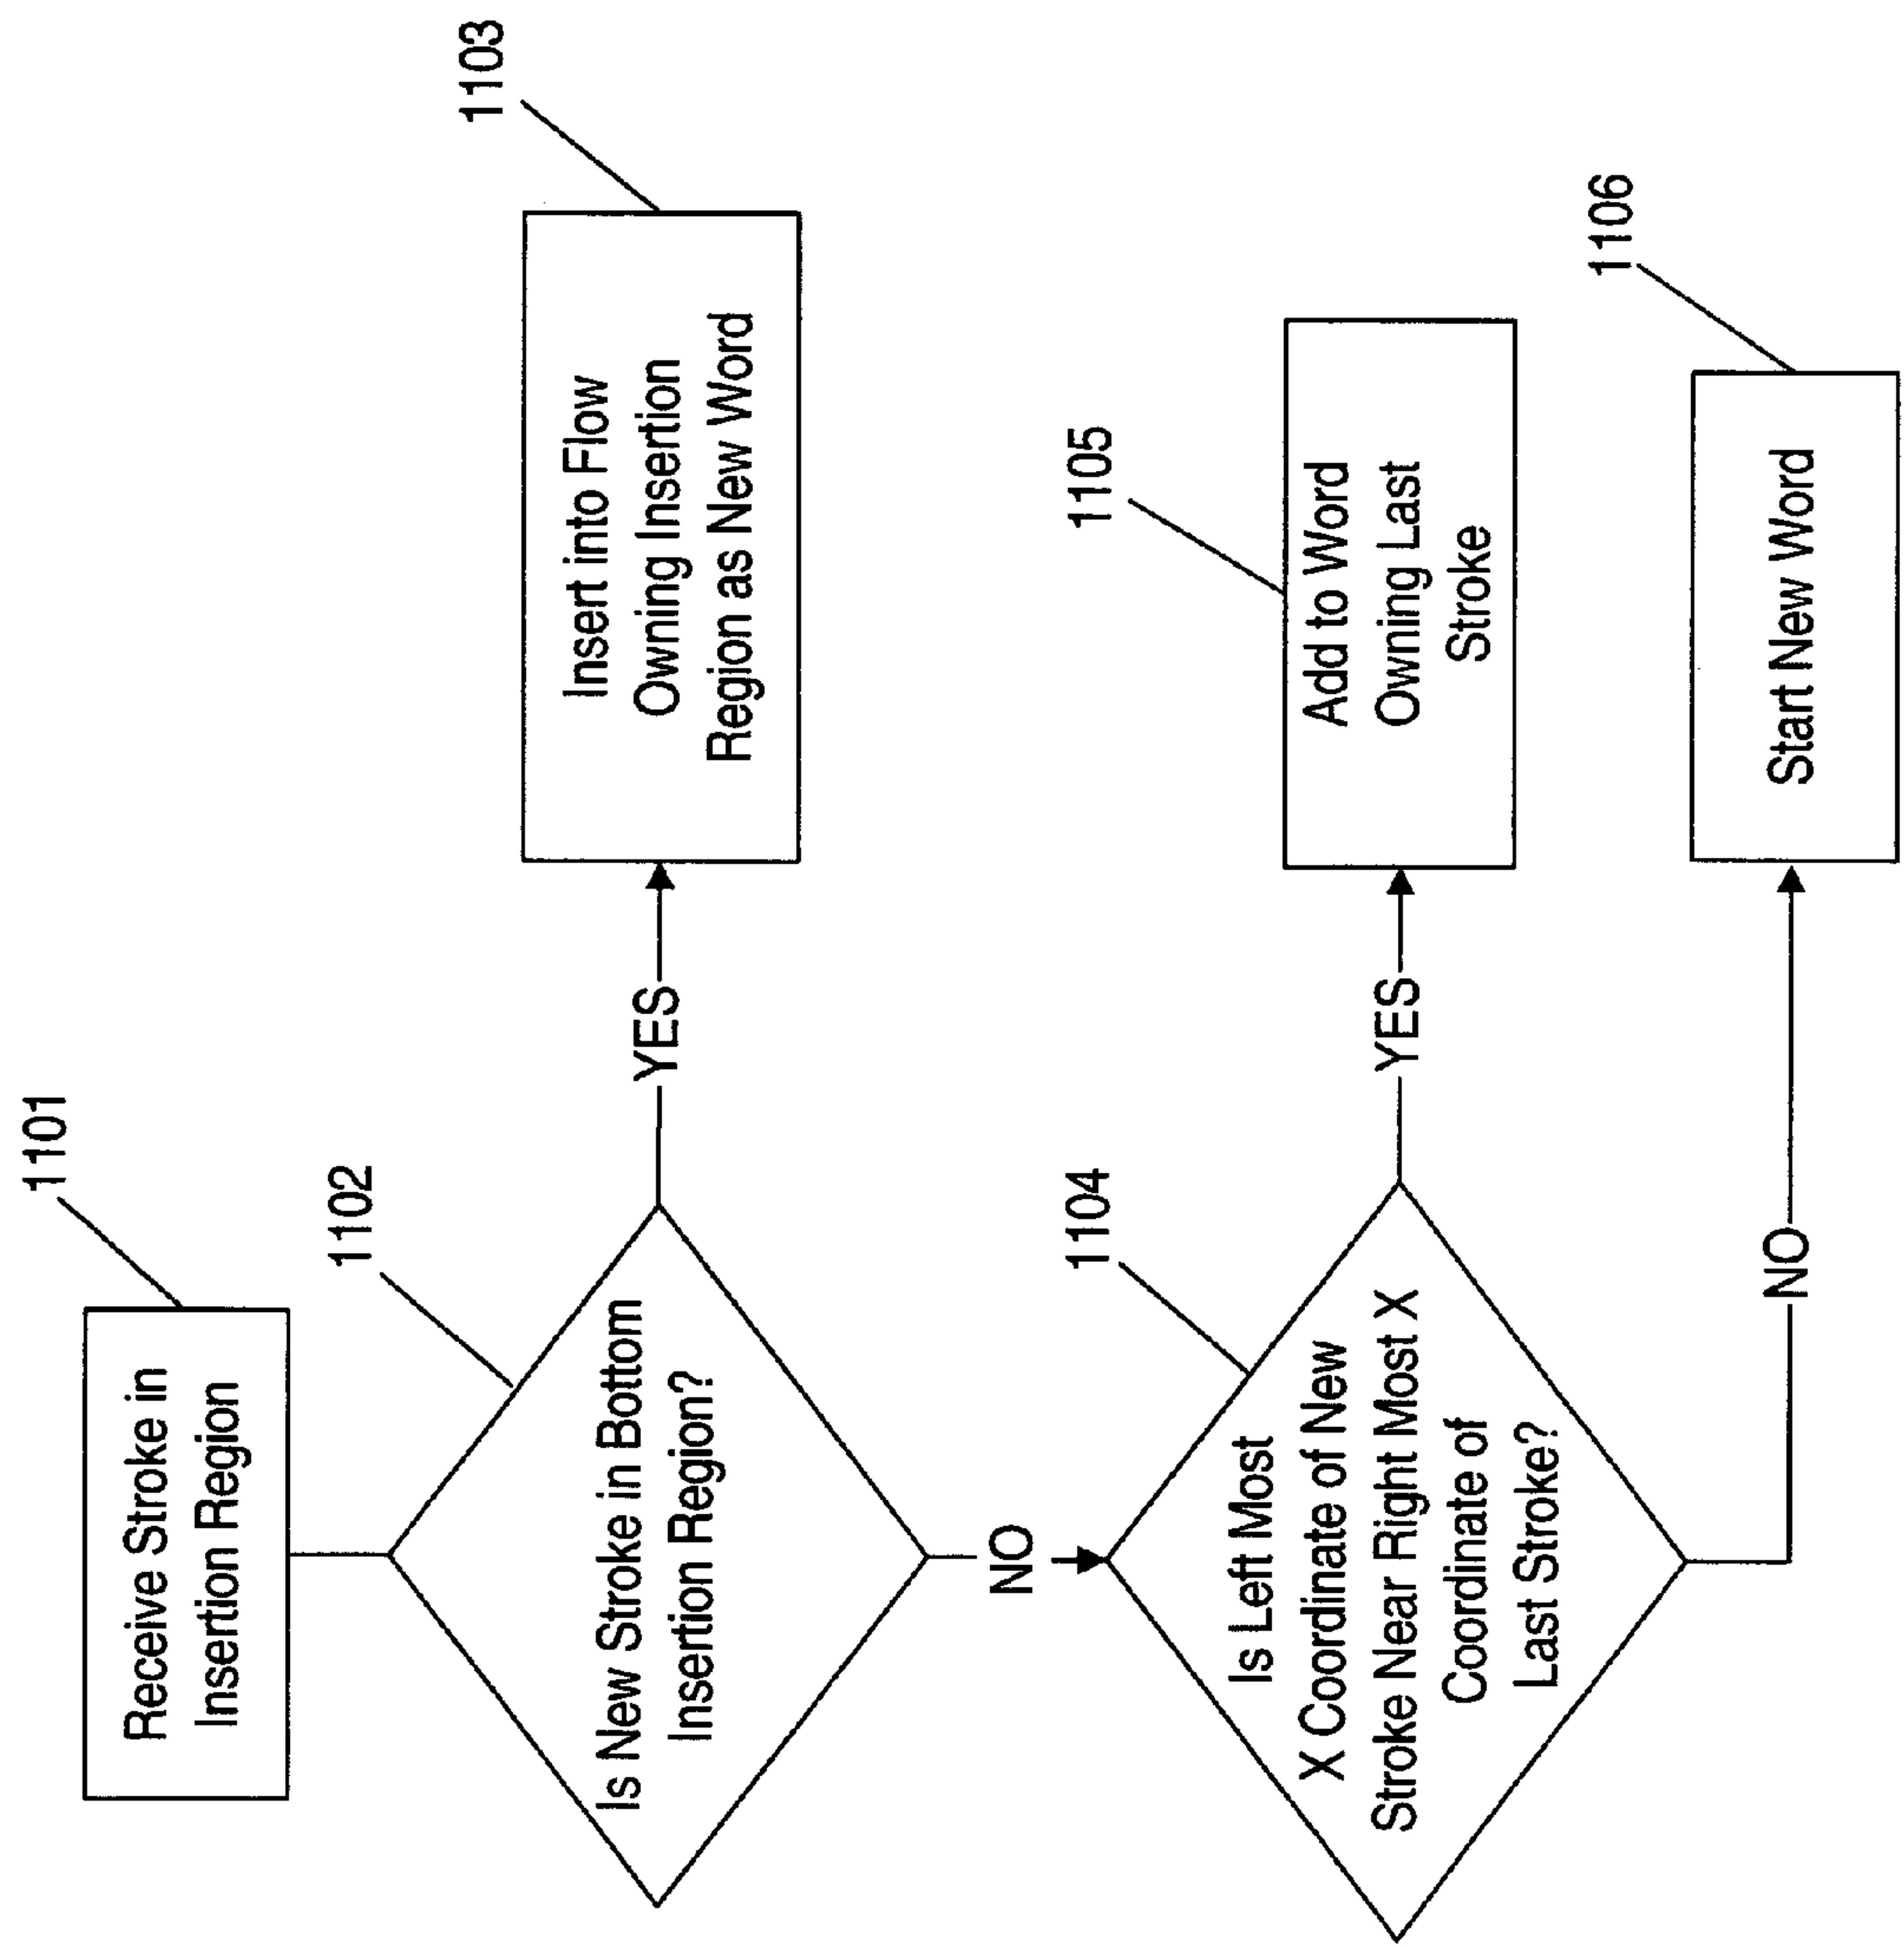 1101
Receive Stroke in
Insertion Region
1102
Is New Stroke in Bottom
Insertion Region?
YES
1103
Insert into Flow
Owning Insertion
Region as New Word
NO
1104
Is Left Most
X Coordinate of New
Stroke Near Right Most X
Coordinate of
Last Stroke?
YES
1105
Add to Word
Owning Last
Stroke
NO
1106
Start New Word